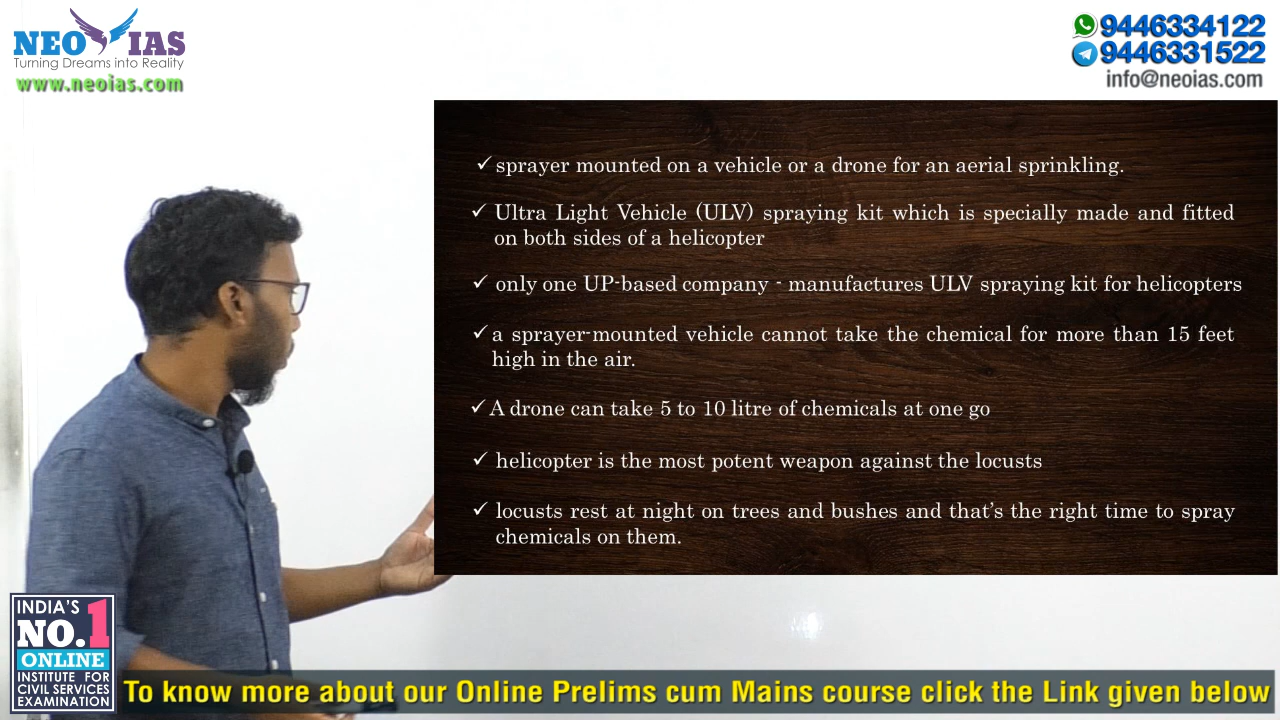 NEO IAS
Turning Dreams into Reality
www.neoias.com
9446334122
9446331522
info@neoias.com
✓ sprayer mounted on a vehicle or a drone for an aerial sprinkling.
✓ Ultra Light Vehicle (ULV) spraying kit which is specially made and fitted
on both sides of a helicopter
✓ only one UP-based company - manufactures ULV spraying kit for helicopters
✓ a sprayer-mounted vehicle cannot take the chemical for more than 15 feet
high in the air.
✓ A drone can take 5 to 10 litre of chemicals at one go
✓ helicopter is the most potent weapon against the locusts
✓ locusts rest at night on trees and bushes and that's the right time to spray
chemicals on them.
INDIA'S
NO.1
ONLINE
INSTITUTE FOR
CIVIL SERVICES
EXAMINATION
To know more about our Online Prelims cum Mains course click the Link given below